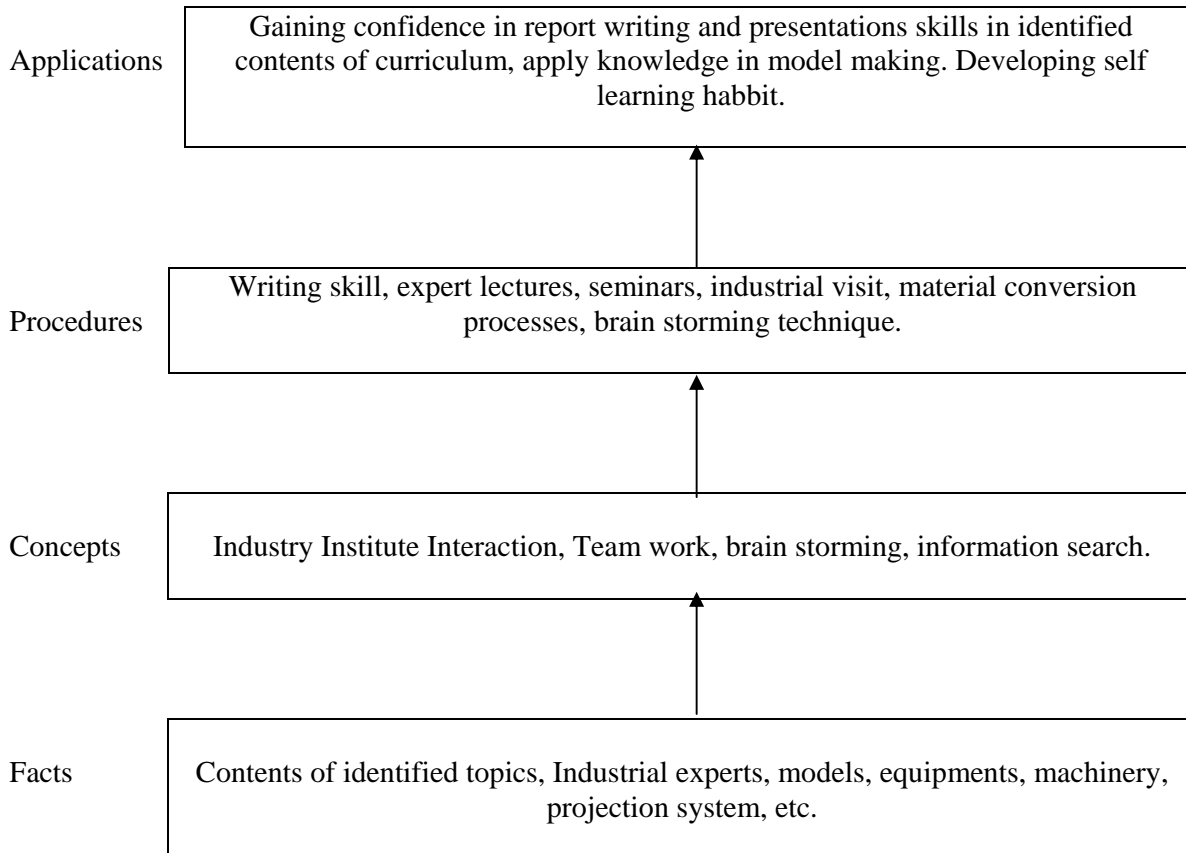 Applications
Gaining confidence in report writing and presentations skills in identified
contents of curriculum, apply knowledge in model making. Developing self
learning habbit.
Procedures
Writing skill, expert lectures, seminars, industrial visit, material conversion
processes, brain storming technique.
Concepts
Industry Institute Interaction, Team work, brain storming, information search.
Facts
Contents of identified topics, Industrial experts, models, equipments, machinery,
projection system, etc.